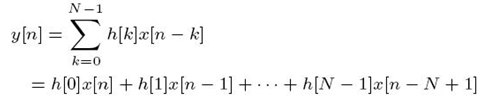 y[n] = \sum_{k=0}^{N-1} h[k]x[n-k]
= h[0]x[n] + h[1]x[n-1] + \cdots + h[N-1]x[n-N+1]